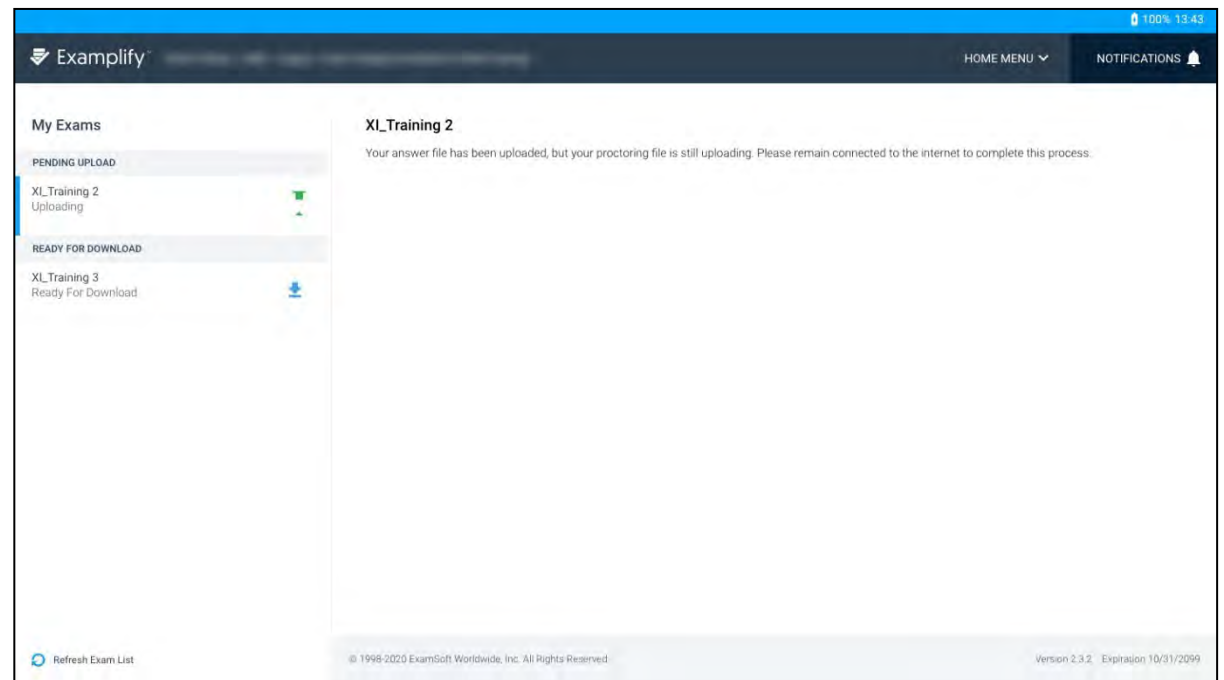 100% 13:43
Examplify
HOME MENU
NOTIFICATIONS
My Exams
PENDING UPLOAD
XI_Training 2
Uploading
READY FOR DOWNLOAD
XI_Training 3
Ready For Download
Refresh Exam List
XI_Training 2
Your answer file has been uploaded, but your proctoring file is still uploading. Please remain connected to the internet to complete this process.
© 1998-2020 ExamSoft Worldwide, Inc. All Rights Reserved.
Version 2.3.2 Expiration 10/31/2099